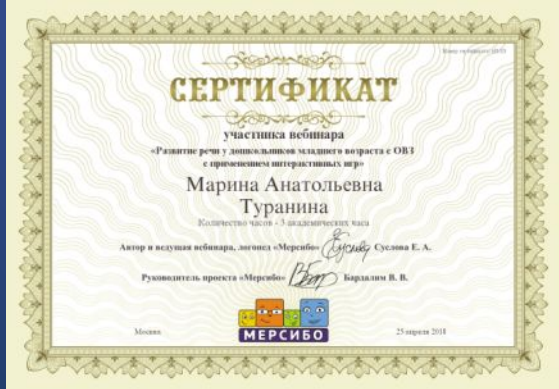 СЕРТИФИКАТ
участника вебинара
«Развитие речи у дошкольников младшего возраста с ОВЗ
с применением интерактивных игр»
Марина Анатольевна
Туранина
Количество часов - 3 академических часа
Автор и ведущая вебинара, логопед «Мерсибо» Суслова Е. А.
Руководитель проекта «Мерсибо» Бардалим В. В.
МЕРСИБО
Москва
25 апреля 2018